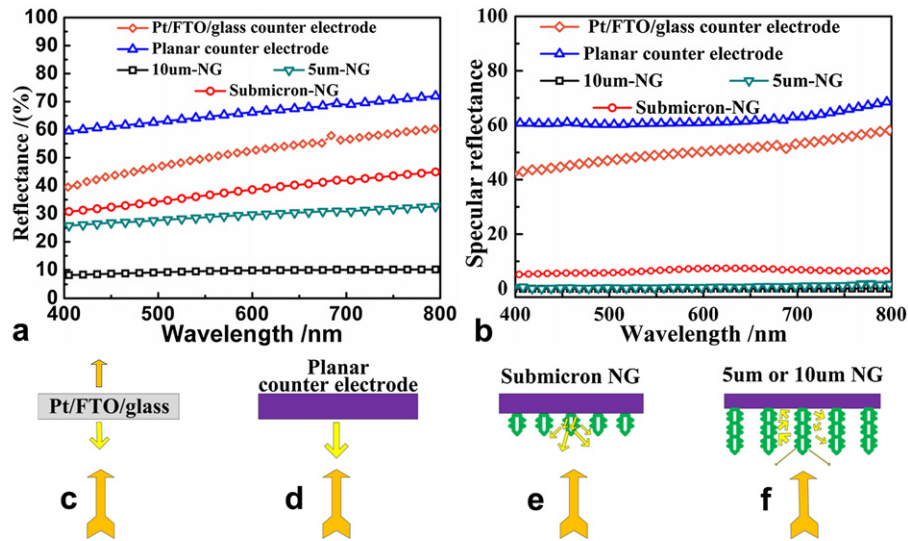 a
Reflectance /(%)
100
90
80
70
60
50
40
30
20
10
0
Pt/FTO/glass counter electrode
Planar counter electrode
10um-NG
5um-NG
Submicron-NG
400
500
600
700
800
Wavelength /nm
b
Specular reflectance
100
80
60
40
20
0
Pt/FTO/glass counter electrode
Planar counter electrode
10um-NG
5um-NG
Submicron-NG
400
500
600
700
800
Wavelength /nm
Pt/FTO/glass
c
Planar
counter electrode
d
Submicron NG
e
5um or 10um NG
f